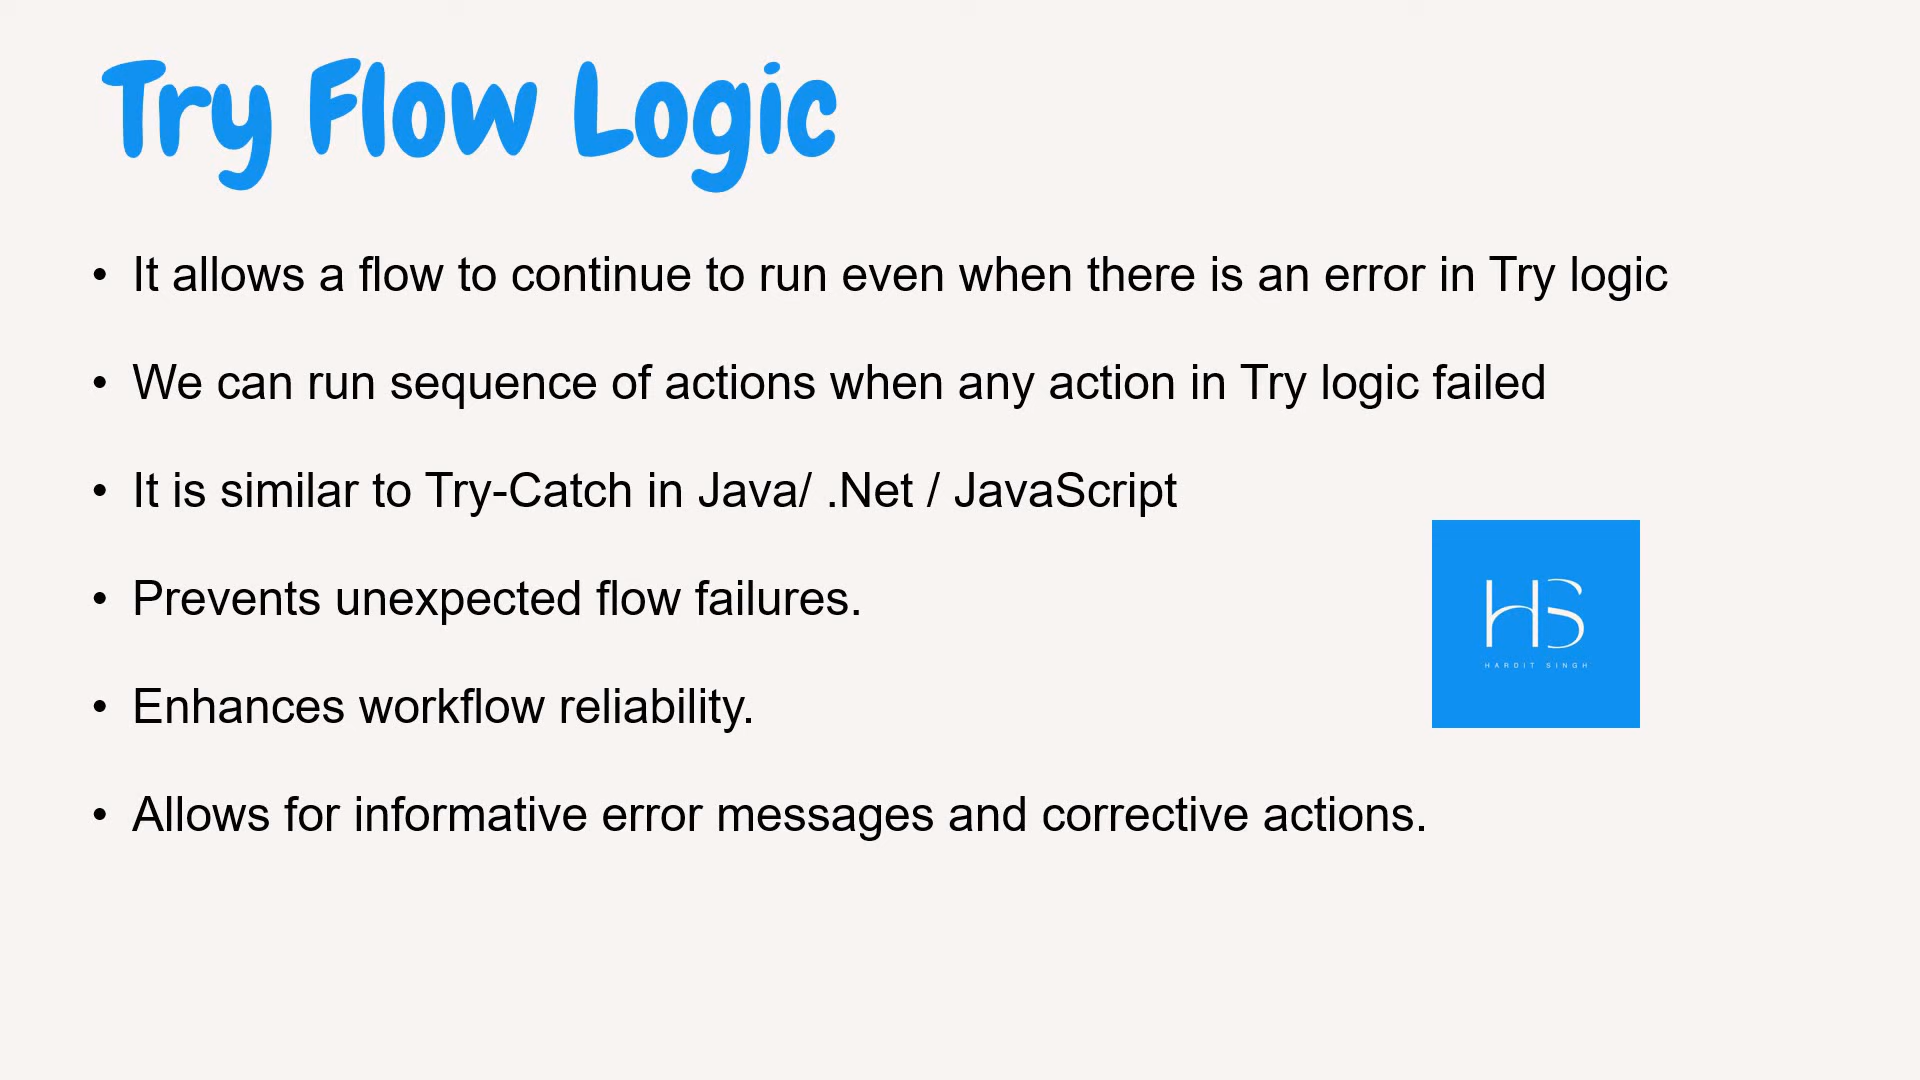 Try Flow Logic
• It allows a flow to continue to run even when there is an error in Try logic
• We can run sequence of actions when any action in Try logic failed
• It is similar to Try-Catch in Java/ .Net / JavaScript
• Prevents unexpected flow failures.
HS
HARDIT SINGH
• Enhances workflow reliability.
• Allows for informative error messages and corrective actions.